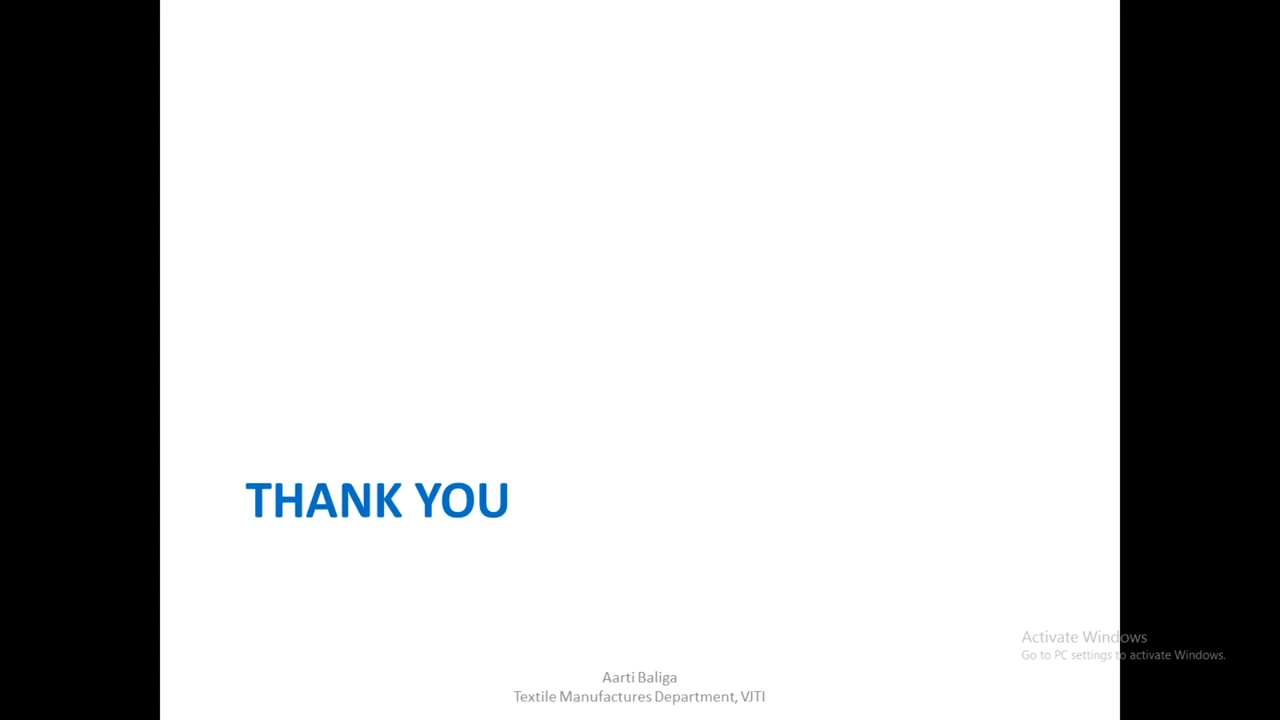 THANK YOU
Activate Windows
Go to PC settings to activate Windows.
Aarti Baliga
Textile Manufactures Department, VJTI